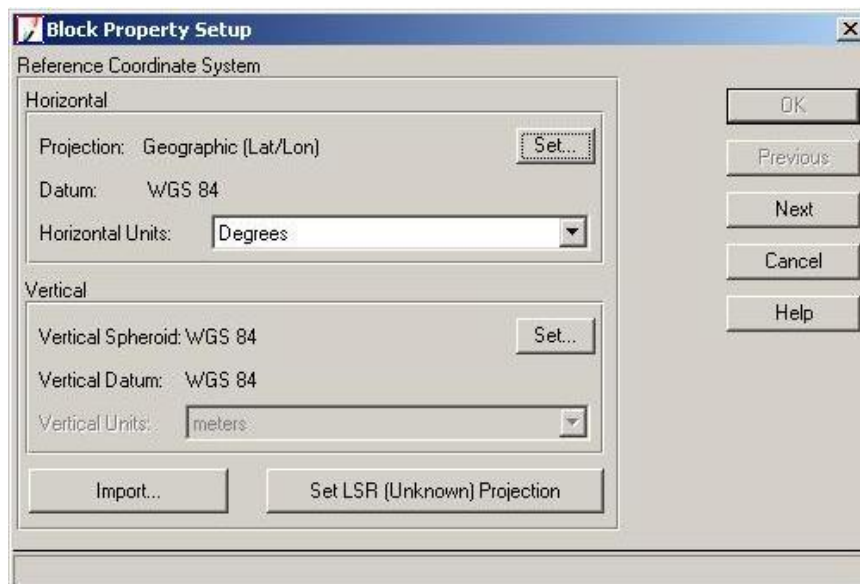 Block Property Setup
Reference Coordinate System
Horizontal
Projection: Geographic (Lat/Lon)
Set...
Datum: WGS 84
Horizontal Units: Degrees
Vertical
Vertical Spheroid: WGS 84
Set...
Vertical Datum: WGS 84
Vertical Units: meters
Import...
Set LSR (Unknown) Projection
OK
Previous
Next
Cancel
Help